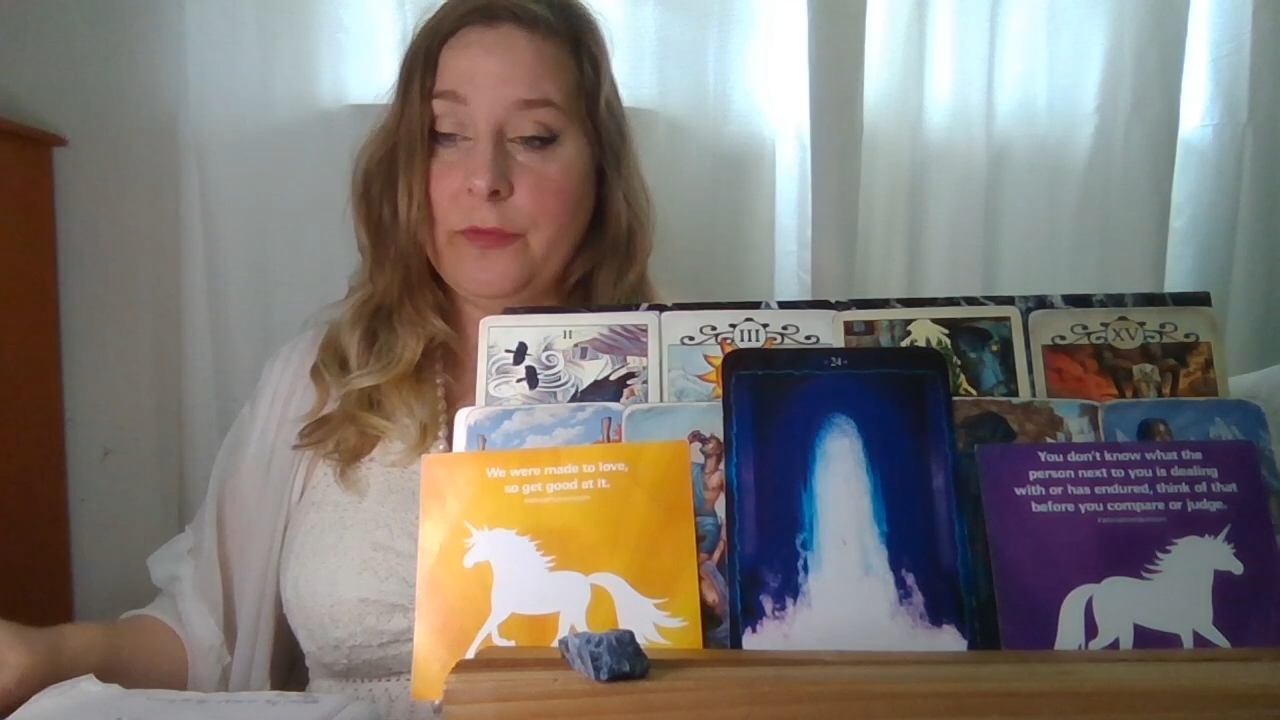 II
III
XV
24
We were made to love,
so get good at it.
You don't know what the
person next to you is dealing
with or has endured, think of that
before you compare or judge.